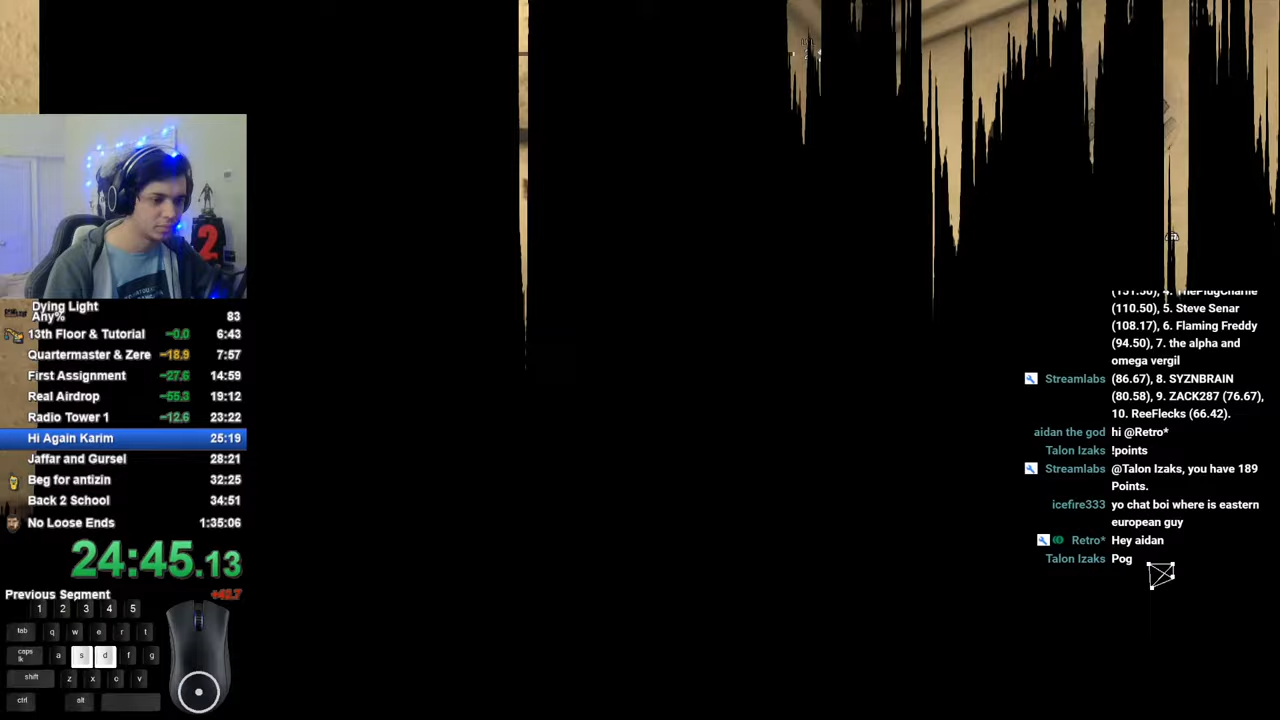 Dying Light
Any% 83
13th Floor & Tutorial −0.0 6:43
Quartermaster & Zere −18.9 7:57
First Assignment −27.6 14:59
Real Airdrop −55.3 19:12
Radio Tower 1 −12.6 23:22
Hi Again Karim 25:19
Jaffar and Gursel 28:21
Beg for antizin 32:25
Back 2 School 34:51
No Loose Ends 1:35:06
24:45.13
Previous Segment
1 2 3 4 5
tab q w e r t
caps lk a s d f g
shift z x c v
ctrl alt
2
(110.50), 5. Steve Senar
(108.17), 6. Flaming Freddy
(94.50), 7. the alpha and
omega vergil
Streamlabs (86.67), 8. SYZNBRAIN
(80.58), 9. ZACK287 (76.67),
10. ReeFlecks (66.42).
aidan the god hi @Retro*
Talon Izaks !points
Streamlabs @Talon Izaks, you have 189
Points.
icefire333 yo chat boi where is eastern
european guy
Retro* Hey aidan
Talon Izaks Pog